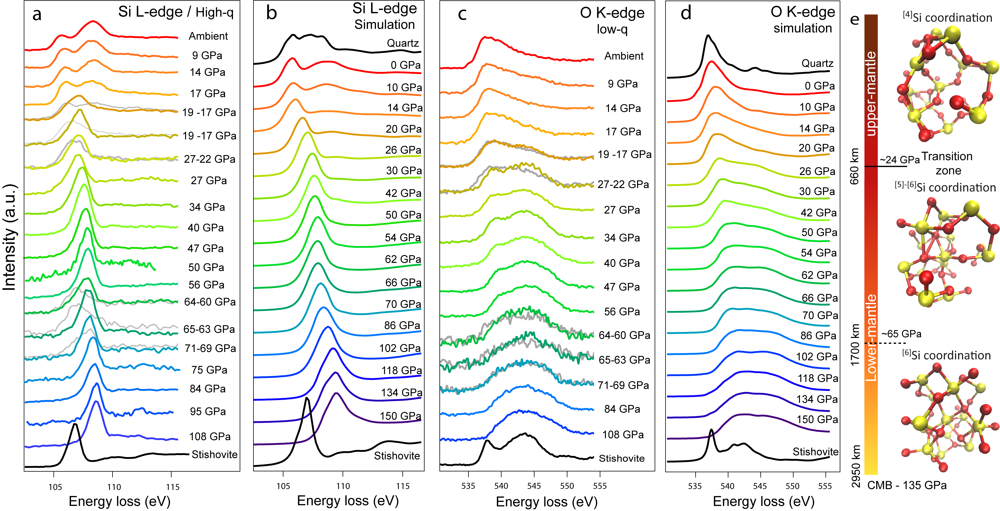 Intensity (a.u.)
a
Si L-edge / High-q
Ambient
9 GPa
14 GPa
17 GPa
19 -17 GPa
19 -17 GPa
27-22 GPa
27 GPa
34 GPa
40 GPa
47 GPa
50 GPa
56 GPa
64-60 GPa
65-63 GPa
71-69 GPa
75 GPa
84 GPa
95 GPa
108 GPa
Stishovite
105 110 115
Energy loss (eV)
b
Si L-edge
Simulation
Quartz
0 GPa
10 GPa
14 GPa
20 GPa
26 GPa
30 GPa
42 GPa
50 GPa
54 GPa
62 GPa
66 GPa
70 GPa
86 GPa
102 GPa
118 GPa
134 GPa
150 GPa
Stishovite
105 110 115
Energy loss (eV)
c
O K-edge
low-q
Ambient
9 GPa
14 GPa
17 GPa
19 -17 GPa
27-22 GPa
27 GPa
34 GPa
40 GPa
47 GPa
56 GPa
64-60 GPa
65-63 GPa
71-69 GPa
84 GPa
108 GPa
Stishovite
535 540 545 550 555
Energy loss (eV)
d
O K-edge
simulation
Quartz
0 GPa
10 GPa
14 GPa
20 GPa
26 GPa
30 GPa
42 GPa
50 GPa
54 GPa
62 GPa
66 GPa
70 GPa
86 GPa
102 GPa
118 GPa
134 GPa
150 GPa
Stishovite
535 540 545 550 555
Energy loss (eV)
e
[4]Si coordination
upper-mantle
660 km
~24 GPa
Transition
zone
[5]-[6]Si coordination
Lower-mantle
1700 km
~65 GPa
[6]Si coordination
2950 km
CMB - 135 GPa